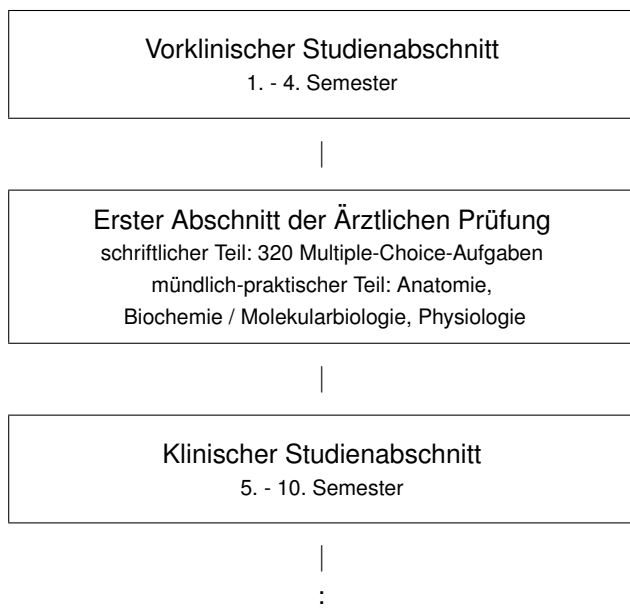 Vorklinischer Studienabschnitt
1. - 4. Semester
Erster Abschnitt der Ärztlichen Prüfung
schriftlicher Teil: 320 Multiple-Choice-Aufgaben
mündlich-praktischer Teil: Anatomie,
Biochemie / Molekularbiologie, Physiologie
Klinischer Studienabschnitt
5. - 10. Semester
: